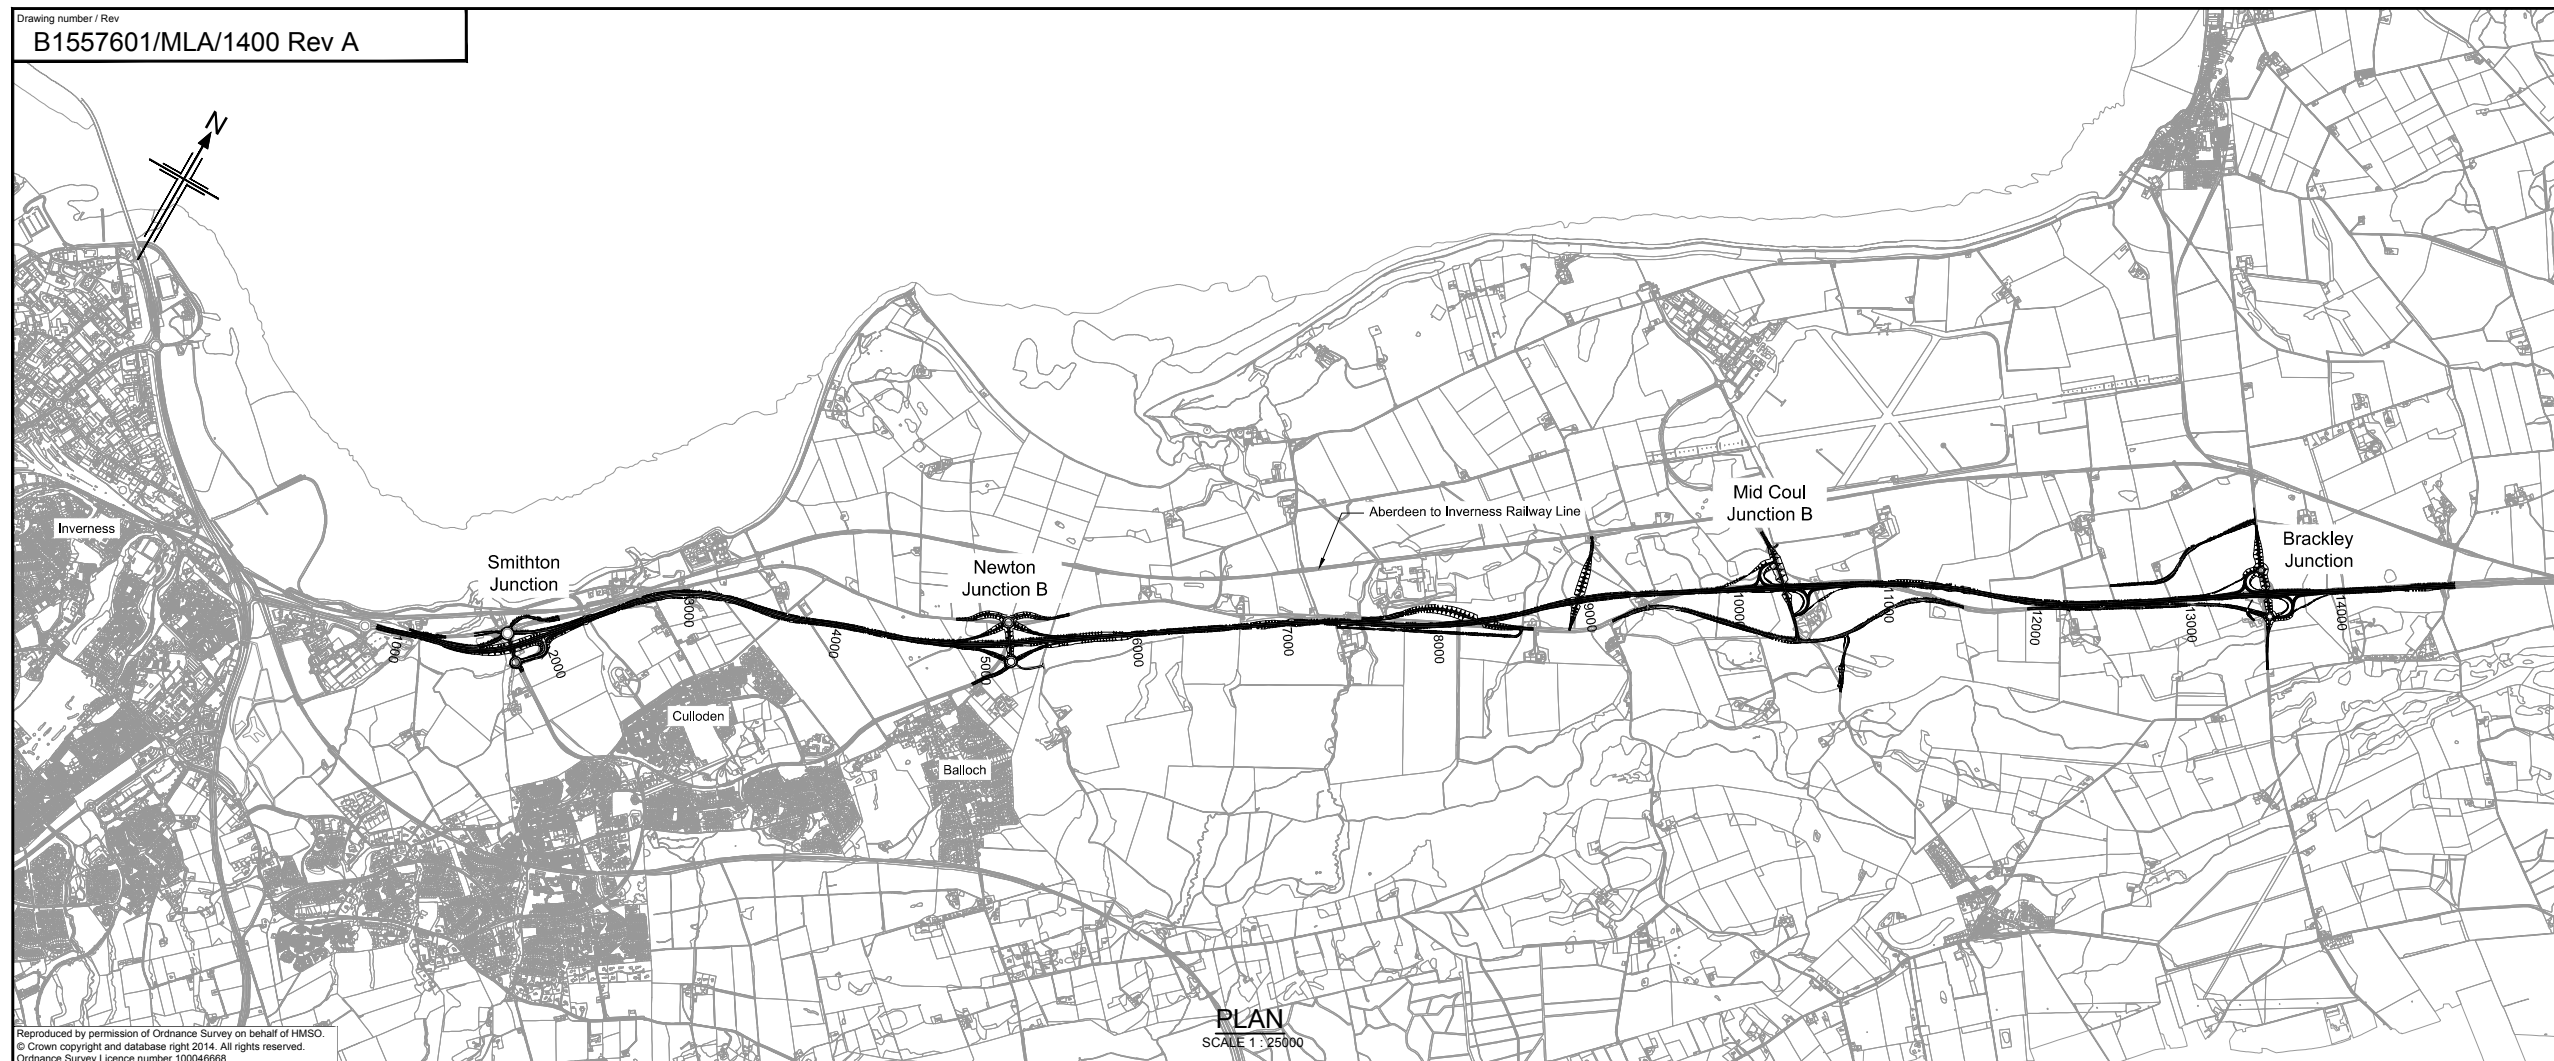 Drawing number / Rev
B1557601/MLA/1400 Rev A
N
Inverness
Smithton
Junction
Newton
Junction B
Aberdeen to Inverness Railway Line
Mid Coul
Junction B
Brackley
Junction
1000
2000
3000
4000
5000
6000
7000
8000
9000
10000
11000
12000
13000
14000
Culloden
Balloch
PLAN
SCALE 1 : 25000
Reproduced by permission of Ordnance Survey on behalf of HMSO.
© Crown copyright and database right 2014. All rights reserved.
Ordnance Survey Licence number 100046668